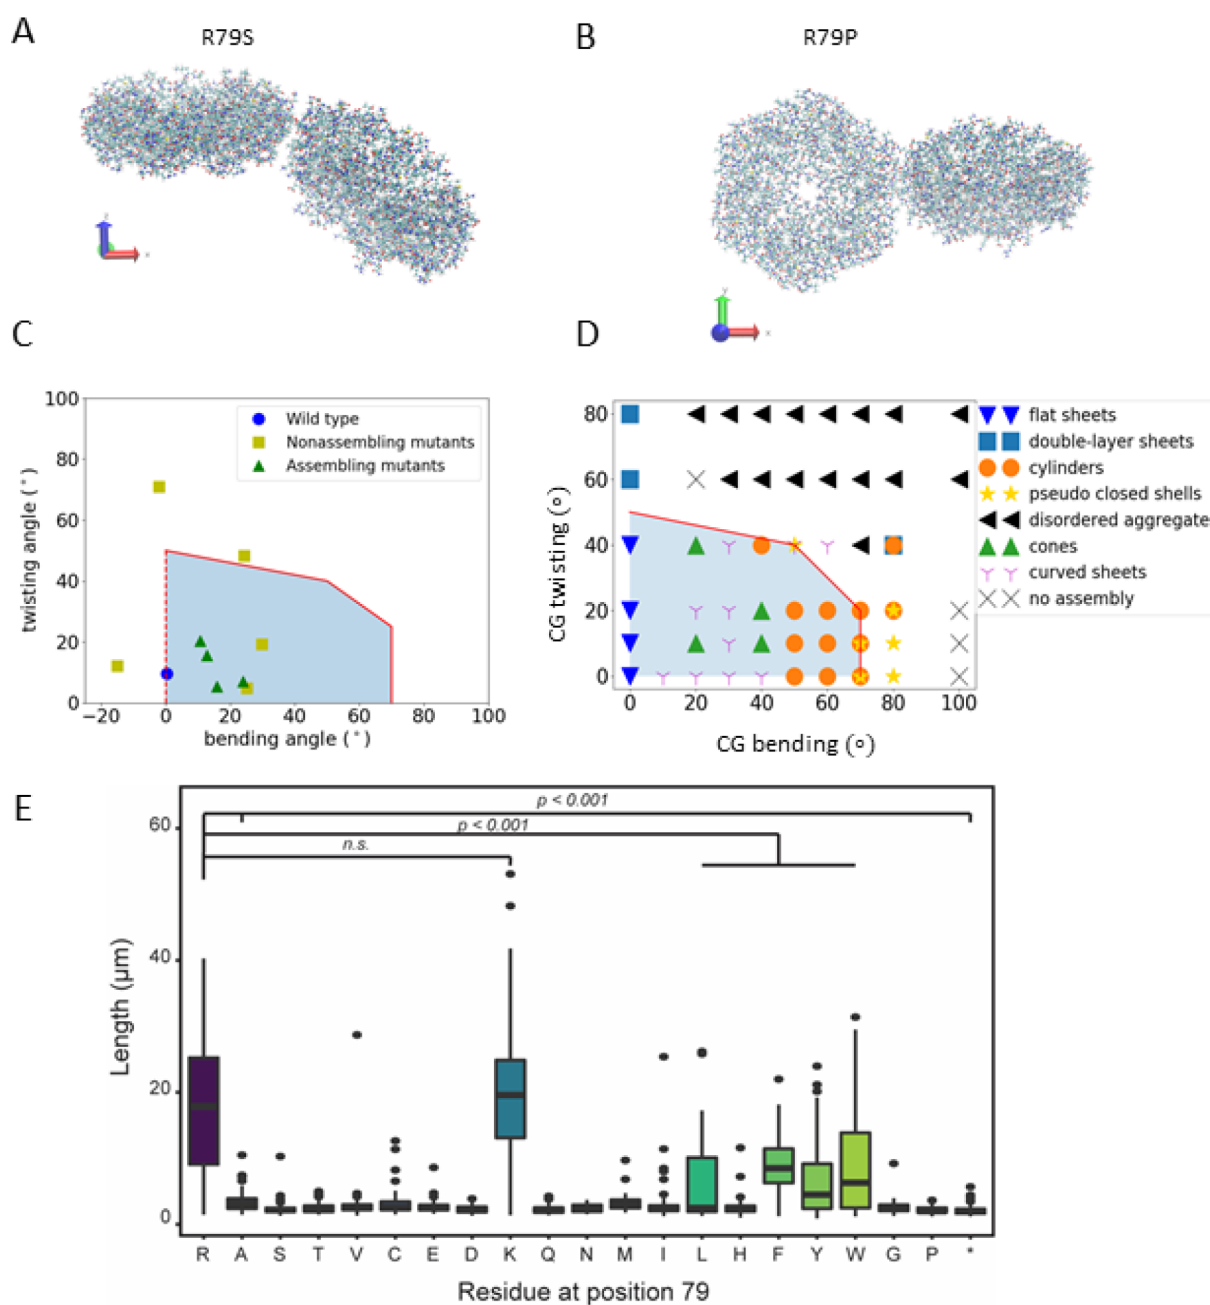 A
R79S
B
R79P
z
x
y
x
C
D
100
80
60
40
20
0
twisting angle (°)
−20
0
20
40
60
80
100
bending angle (°)
Wild type
Nonassembling mutants
Assembling mutants
80
60
40
20
0
CG twisting (o)
0
20
40
60
80
100
CG bending (o)
flat sheets
double-layer sheets
cylinders
pseudo closed shells
disordered aggregate
cones
curved sheets
no assembly
E
p < 0.001
p < 0.001
n.s.
60
40
20
0
Length (µm)
R A S T V C E D K Q N M I L H F Y W G P *
Residue at position 79